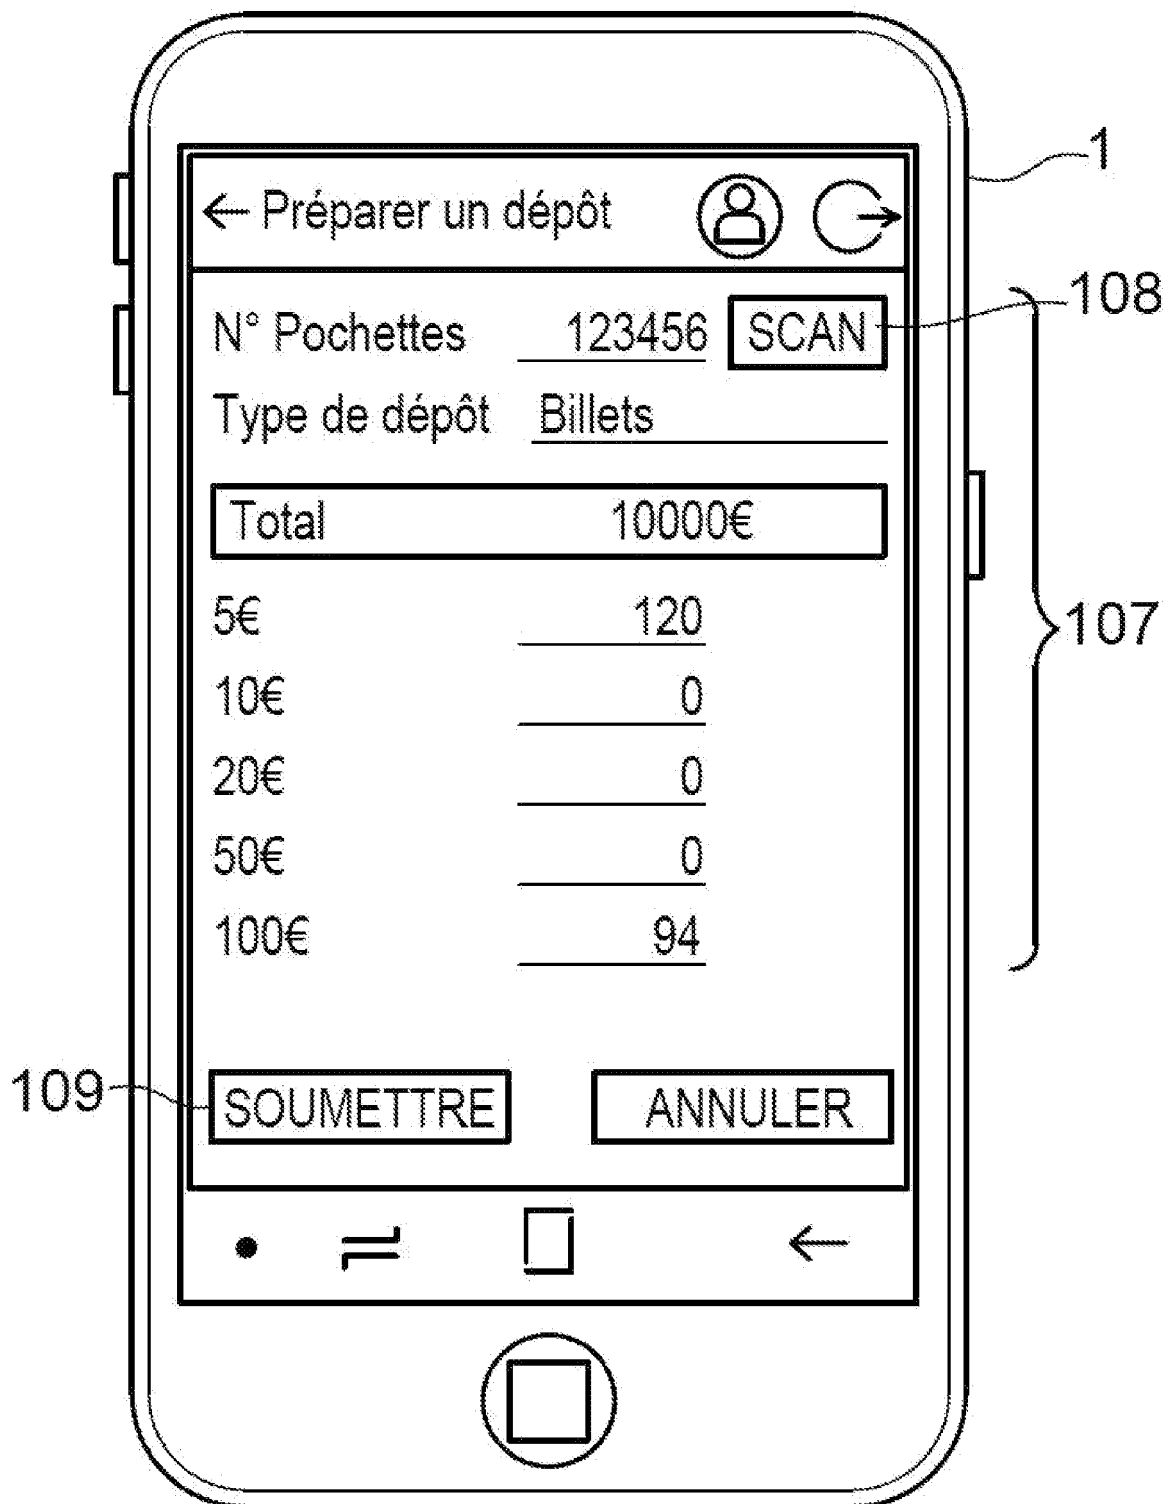 ← Préparer un dépôt
1
N° Pochettes 123456 SCAN
108
Type de dépôt Billets
Total 10000€
5€ 120
107
10€ 0
20€ 0
50€ 0
100€ 94
109
SOUMETTRE ANNULER